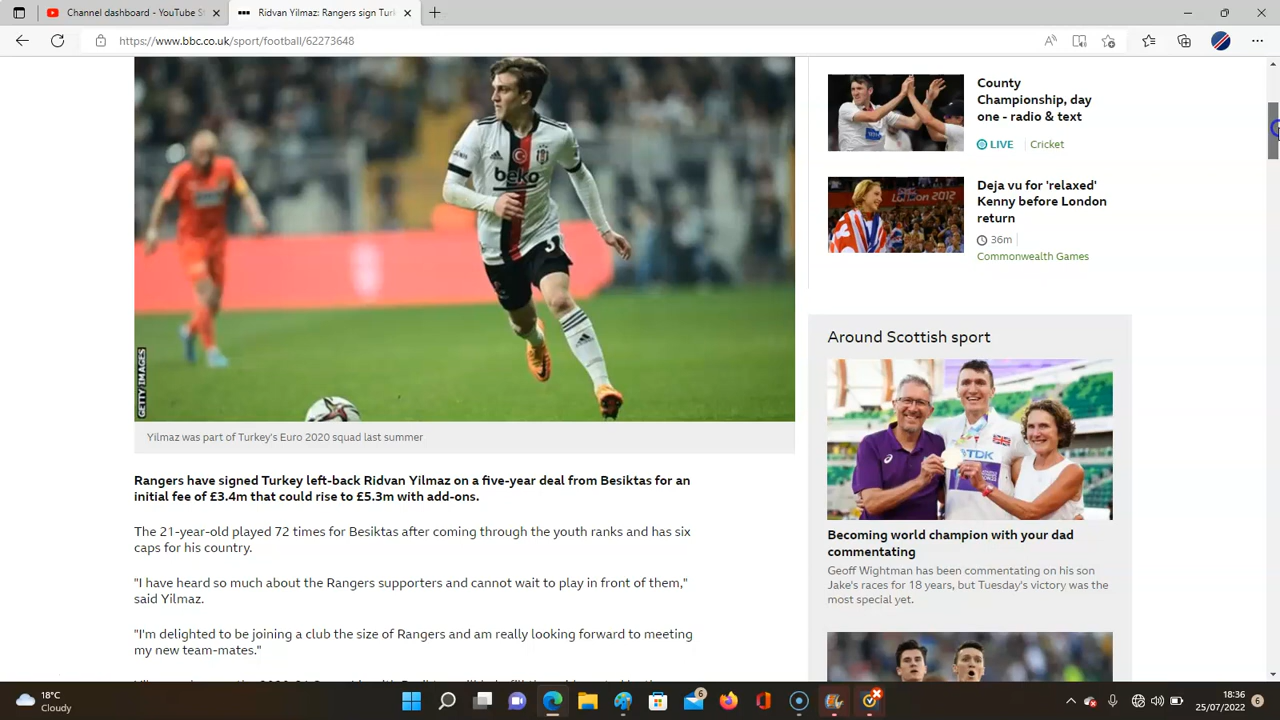 Channel dashboard - YouTube S
Ridvan Yilmaz: Rangers sign Turk
https://www.bbc.co.uk/sport/football/62273648
beko
GETTY IMAGES
Yilmaz was part of Turkey's Euro 2020 squad last summer
Rangers have signed Turkey left-back Ridvan Yilmaz on a five-year deal from Besiktas for an
initial fee of £3.4m that could rise to £5.3m with add-ons.
The 21-year-old played 72 times for Besiktas after coming through the youth ranks and has six
caps for his country.
"I have heard so much about the Rangers supporters and cannot wait to play in front of them,"
said Yilmaz.
"I'm delighted to be joining a club the size of Rangers and am really looking forward to meeting
my new team-mates."
County
Championship, day
one - radio & text
LIVE Cricket
LONDON 2012
Deja vu for 'relaxed'
Kenny before London
return
36m
Commonwealth Games
Around Scottish sport
TDK
Becoming world champion with your dad
commentating
Geoff Wightman has been commentating on his son
Jake's races for 18 years, but Tuesday's victory was the
most special yet.
18°C
Cloudy
6
18:36
25/07/2022
6